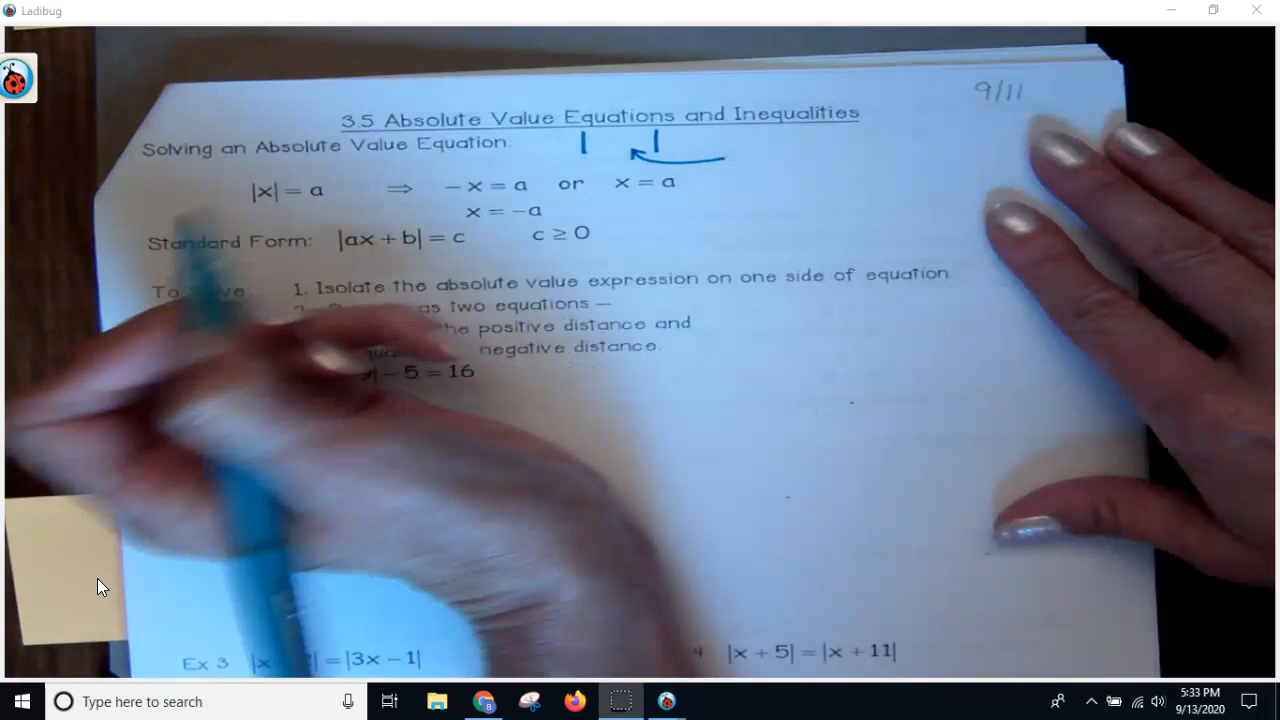 Ladibug
9/11
3.5 Absolute Value Equations and Inequalities
Solving an Absolute Value Equation:
|x| = a ⇒ -x = a or x = a
x = -a
Standard Form: |ax + b| = c c ≥ 0
To
1. Isolate the absolute value expression on one side of equation.
as two equations —
the positive distance and
negative distance.
| - 5 = 16
Ex 3 |x | = |3x - 1|
4 |x + 5| = |x + 11|
Type here to search
5:33 PM
9/13/2020